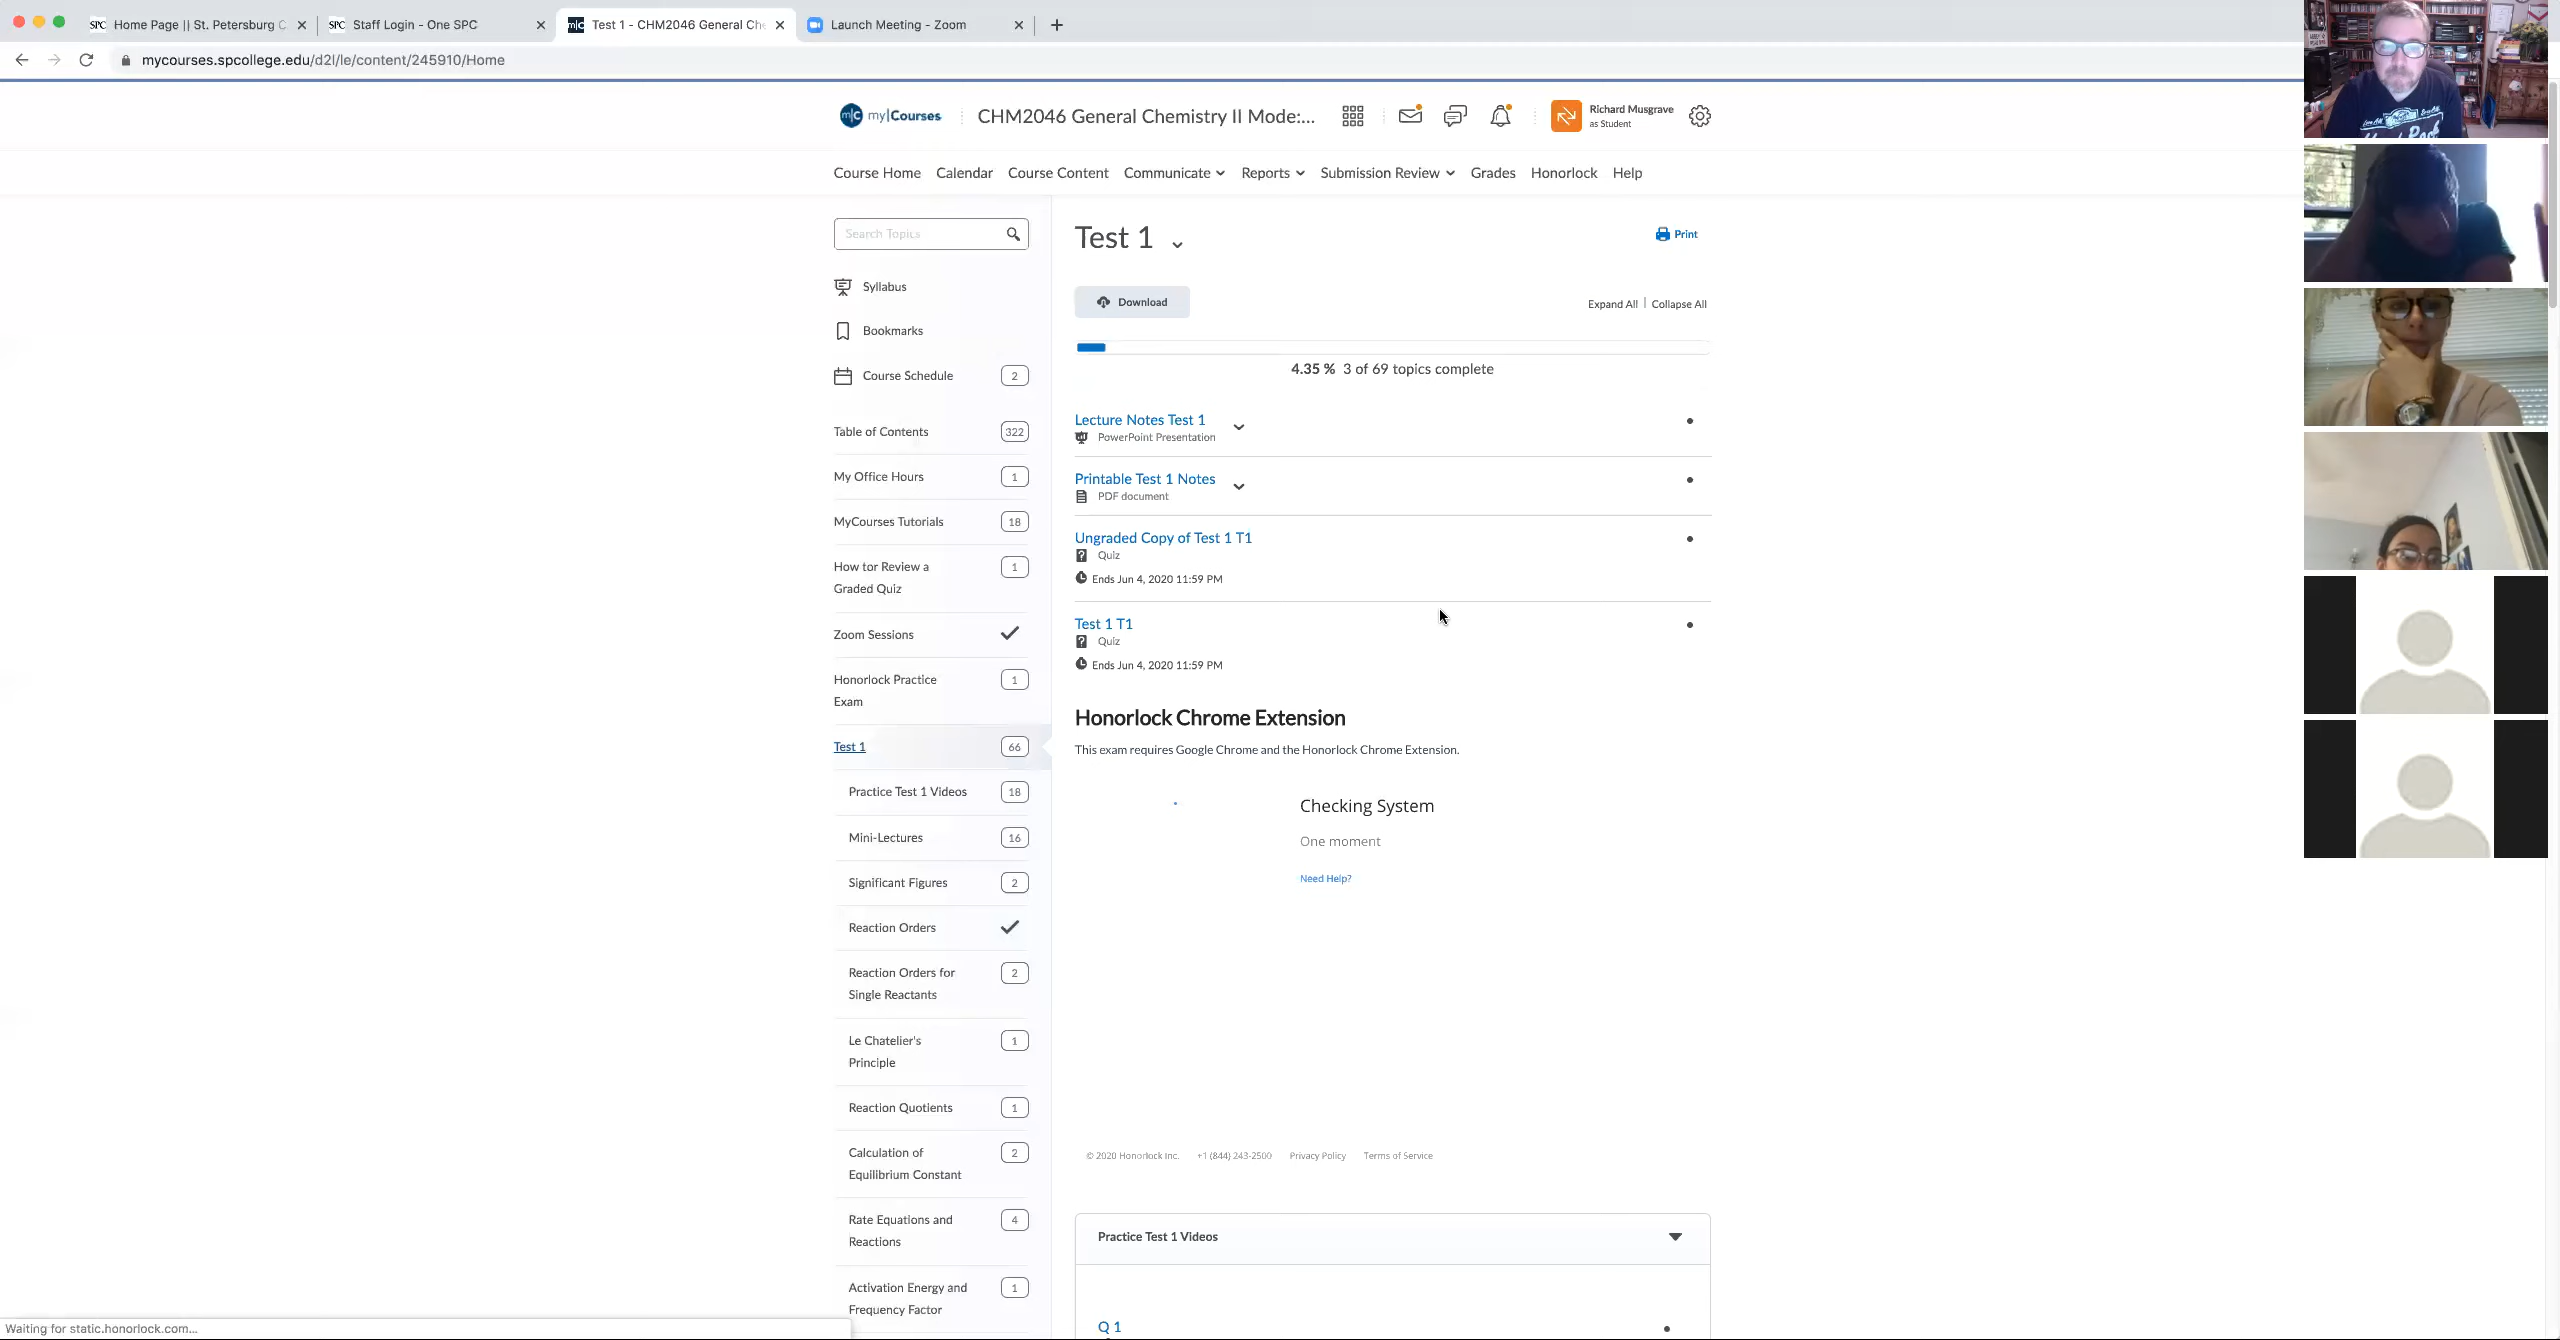 SPC Home Page || St. Petersburg C
SPC Staff Login - One SPC
m|c Test 1 - CHM2046 General Che
Launch Meeting - Zoom
mycourses.spcollege.edu/d2l/le/content/245910/Home
m|c my|Courses
CHM2046 General Chemistry II Mode:...
Richard Musgrave
as Student
Course Home
Calendar
Course Content
Communicate
Reports
Submission Review
Grades
Honorlock
Help
Search Topics
Syllabus
Bookmarks
Course Schedule 2
Table of Contents 322
My Office Hours 1
MyCourses Tutorials 18
How tor Review a 1
Graded Quiz
Zoom Sessions
Honorlock Practice 1
Exam
Test 1 66
Practice Test 1 Videos 18
Mini-Lectures 16
Significant Figures 2
Reaction Orders
Reaction Orders for 2
Single Reactants
Le Chatelier's 1
Principle
Reaction Quotients 1
Calculation of 2
Equilibrium Constant
Rate Equations and 4
Reactions
Activation Energy and 1
Frequency Factor
Test 1
Print
Download
Expand All | Collapse All
4.35 % 3 of 69 topics complete
Lecture Notes Test 1
PowerPoint Presentation
Printable Test 1 Notes
PDF document
Ungraded Copy of Test 1 T1
Quiz
Ends Jun 4, 2020 11:59 PM
Test 1 T1
Quiz
Ends Jun 4, 2020 11:59 PM
Honorlock Chrome Extension
This exam requires Google Chrome and the Honorlock Chrome Extension.
Checking System
One moment
Need Help?
© 2020 Honorlock Inc. +1 (844) 243-2500 Privacy Policy Terms of Service
Practice Test 1 Videos
Q 1
Waiting for static.honorlock.com...